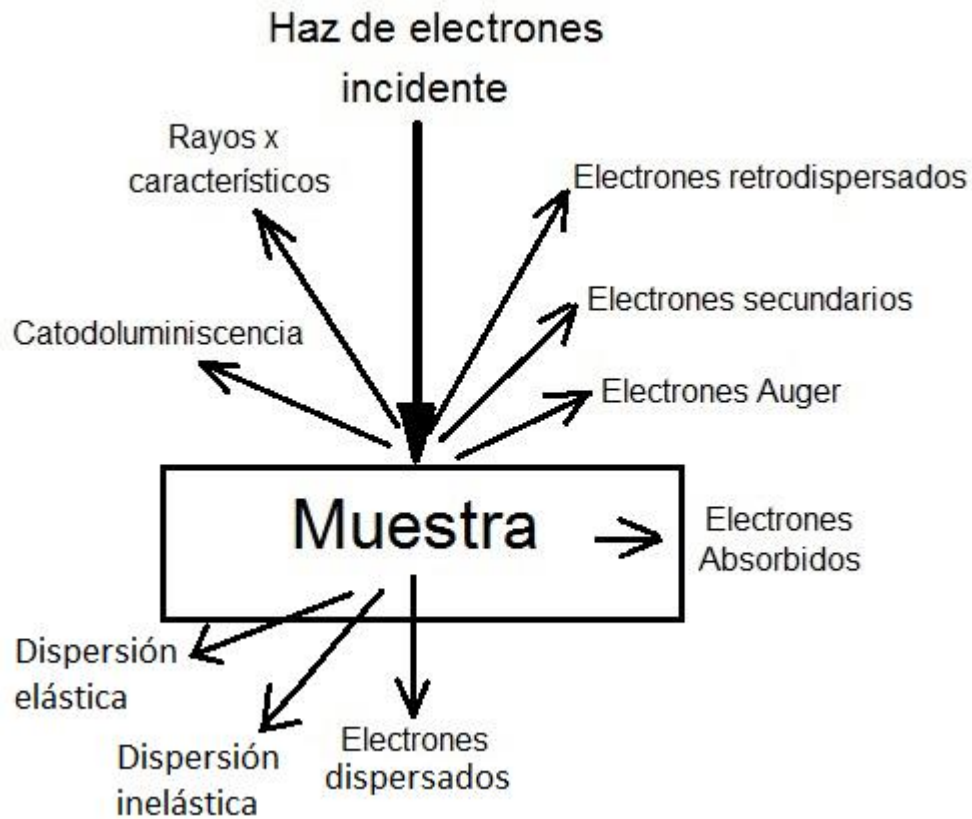 Haz de electrones
incidente
Rayos x
característicos
Electrones retrodispersados
Electrones secundarios
Catodoluminiscencia
Electrones Auger
Muestra
Electrones
Absorbidos
Dispersión
elástica
Dispersión
inelástica
Electrones
dispersados